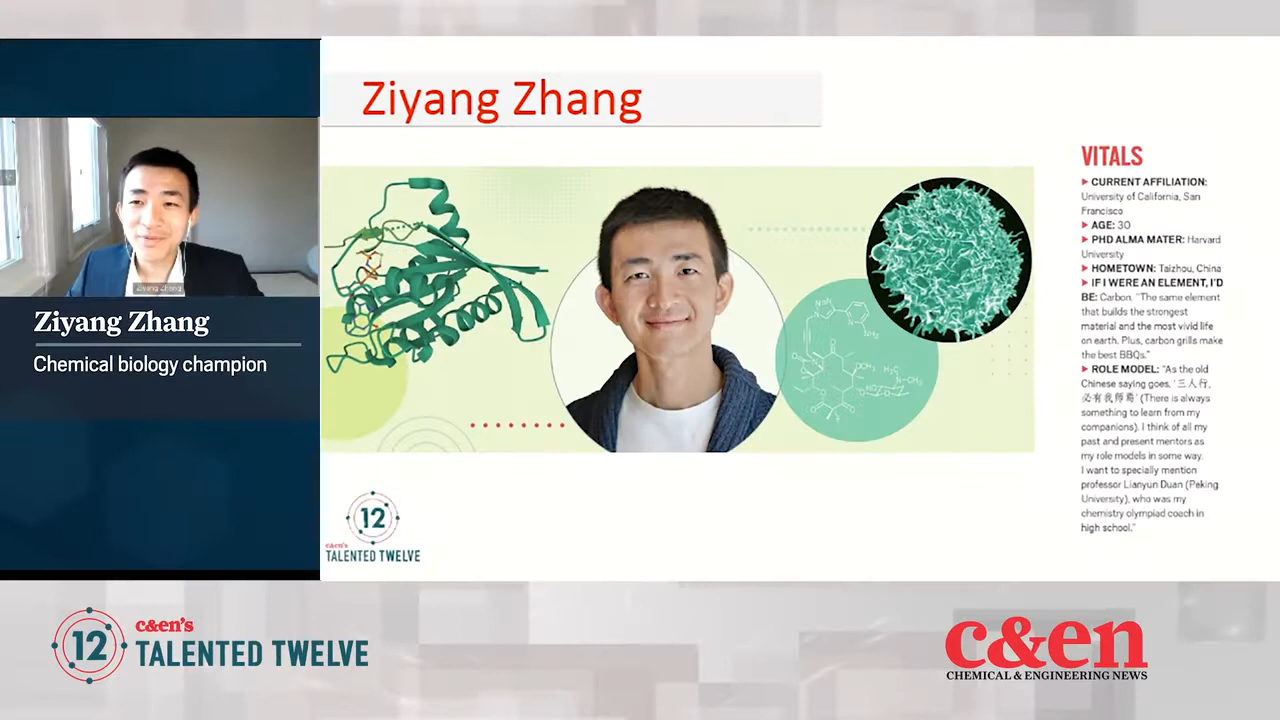 Ziyang Zhang
Ziyang Zhang
Ziyang Zhang
Chemical biology champion
VITALS
▶ CURRENT AFFILIATION:
University of California, San
Francisco
▶ AGE: 30
▶ PHD ALMA MATER: Harvard
University
▶ HOMETOWN: Taizhou, China
▶ IF I WERE AN ELEMENT, I'D
BE: Carbon. "The same element
that builds the strongest
material and the most vivid life
on earth. Plus, carbon grills make
the best BBQs."
▶ ROLE MODEL: "As the old
Chinese saying goes, '三人行,
必有我师焉' (There is always
something to learn from my
companions). I think of all my
past and present mentors as
my role models in some way.
I want to specially mention
professor Lianyun Duan (Peking
University), who was my
chemistry olympiad coach in
high school."
12
c&en's
TALENTED TWELVE
12
c&en's
TALENTED TWELVE
c&en
CHEMICAL & ENGINEERING NEWS